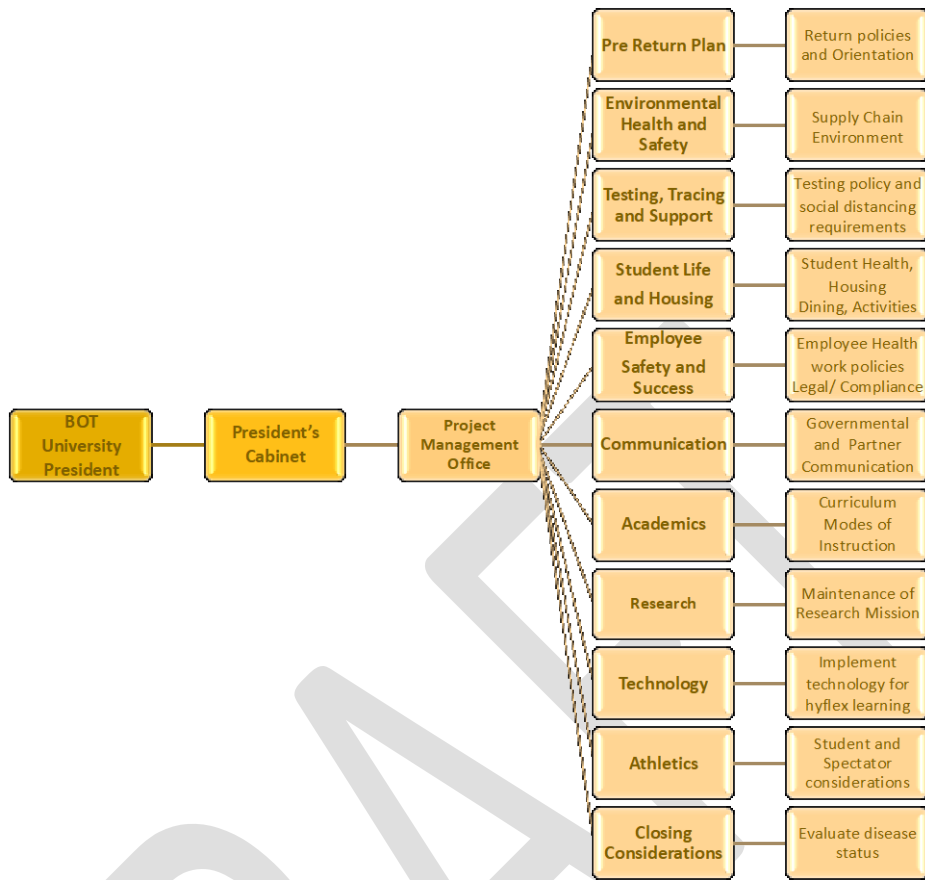 Pre Return Plan
Return policies
and Orientation
Environmental
Health and
Safety
Supply Chain
Environment
Testing, Tracing
and Support
Testing policy and
social distancing
requirements
Student Life
and Housing
Student Health,
Housing
Dining, Activities
Employee
Safety and
Success
Employee Health
work policies
Legal/ Compliance
BOT
University
President
President's
Cabinet
Project
Management
Office
Communication
Governmental
and Partner
Communication
Academics
Curriculum
Modes of
Instruction
Research
Maintenance of
Research Mission
Technology
Implement
technology for
hyflex learning
Athletics
Student and
Spectator
considerations
Closing
Considerations
Evaluate disease
status